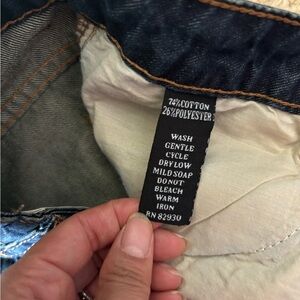 74%COTTON
26%POLYESTER
WASH
GENTLE
CYCLE
DRY LOW
MILD SOAP
DO NOT
BLEACH
WARM
IRON
RN 82930